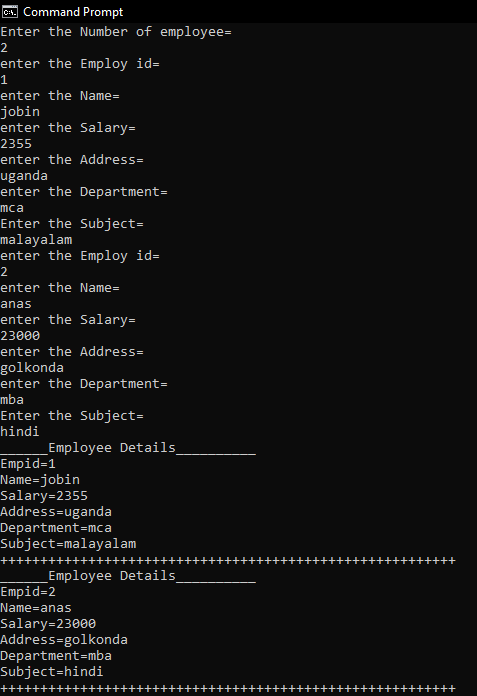 Command Prompt
Enter the Number of employee=
2
enter the Employ id=
1
enter the Name=
jobin
enter the Salary=
2355
enter the Address=
uganda
enter the Department=
mca
Enter the Subject=
malayalam
enter the Employ id=
2
enter the Name=
anas
enter the Salary=
23000
enter the Address=
golkonda
enter the Department=
mba
Enter the Subject=
hindi
______Employee Details__________
Empid=1
Name=jobin
Salary=2355
Address=uganda
Department=mca
Subject=malayalam
+++++++++++++++++++++++++++++++++++++++++++++++++++++++++
______Employee Details__________
Empid=2
Name=anas
Salary=23000
Address=golkonda
Department=mba
Subject=hindi
+++++++++++++++++++++++++++++++++++++++++++++++++++++++++